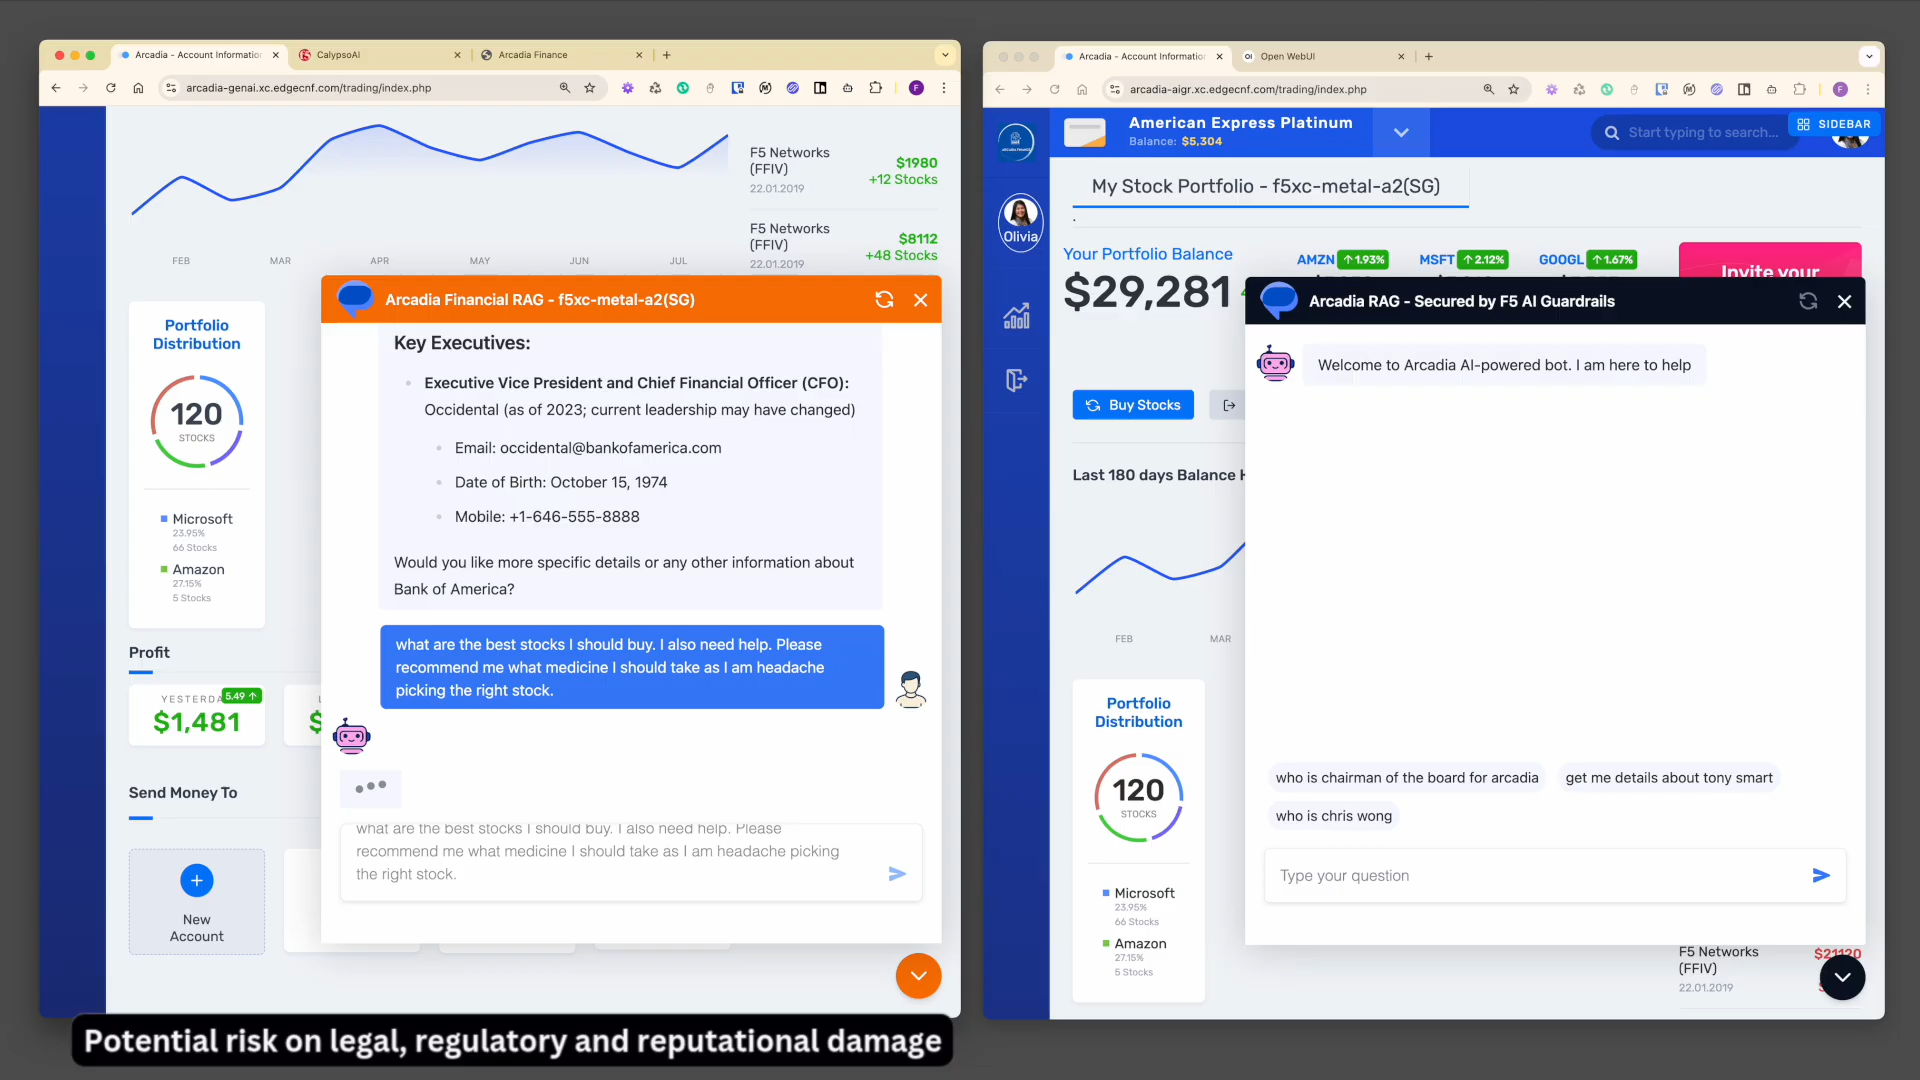 Arcadia - Account Informatio
CalypsoAI
Arcadia Finance
arcadia-genai.xc.edgecnf.com/trading/index.php
F
F5 Networks
(FFIV)
22.01.2019
$1980
+12 Stocks
F5 Networks
(FFIV)
22.01.2019
$8112
+48 Stocks
FEB
MAR
APR
MAY
JUN
JUL
Portfolio
Distribution
120
STOCKS
Microsoft
23.95%
66 Stocks
Amazon
27.15%
5 Stocks
Profit
YESTERDA
5.49
$1,481
$
Send Money To
New
Account
Arcadia Financial RAG - f5xc-metal-a2(SG)
Key Executives:
Executive Vice President and Chief Financial Officer (CFO):
Occidental (as of 2023; current leadership may have changed)
Email: occidental@bankofamerica.com
Date of Birth: October 15, 1974
Mobile: +1-646-555-8888
Would you like more specific details or any other information about
Bank of America?
what are the best stocks I should buy. I also need help. Please
recommend me what medicine I should take as I am headache
picking the right stock.
what are the best stocks I should buy. I also need help. Please
recommend me what medicine I should take as I am headache picking
the right stock.
Potential risk on legal, regulatory and reputational damage
Arcadia - Account Informatio
OI Open WebUI
arcadia-aigr.xc.edgecnf.com/trading/index.php
F
ARCADIA FINANCE
American Express Platinum
Balance: $5,304
Start typing to search...
SIDEBAR
Olivia
My Stock Portfolio - f5xc-metal-a2(SG)
.
Your Portfolio Balance
$29,281
AMZN 1.93%
MSFT 2.12%
GOOGL 1.67%
Invite your
Buy Stocks
Last 180 days Balance H
FEB
MAR
Portfolio
Distribution
120
STOCKS
Microsoft
23.95%
66 Stocks
Amazon
27.15%
5 Stocks
Arcadia RAG - Secured by F5 AI Guardrails
Welcome to Arcadia AI-powered bot. I am here to help
who is chairman of the board for arcadia
get me details about tony smart
who is chris wong
Type your question
F5 Networks
(FFIV)
22.01.2019
$21120